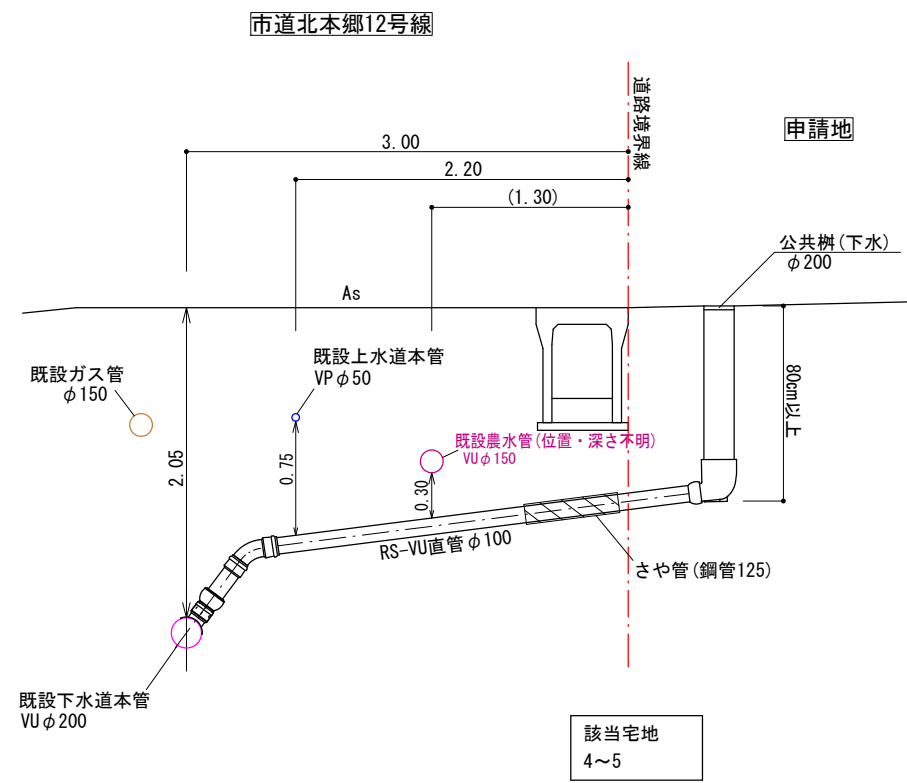 市道北本郷12号線
道路境界線
申請地
3.00
2.20
(1.30)
公共桝(下水)
φ200
As
既設ガス管
φ150
既設上水道本管
VPφ50
80cm以上
既設農水管(位置・深さ不明)
VUφ150
2.05
0.75
0.30
RS-VU直管φ100
さや管(鋼管125)
既設下水道本管
VUφ200
該当宅地
4~5